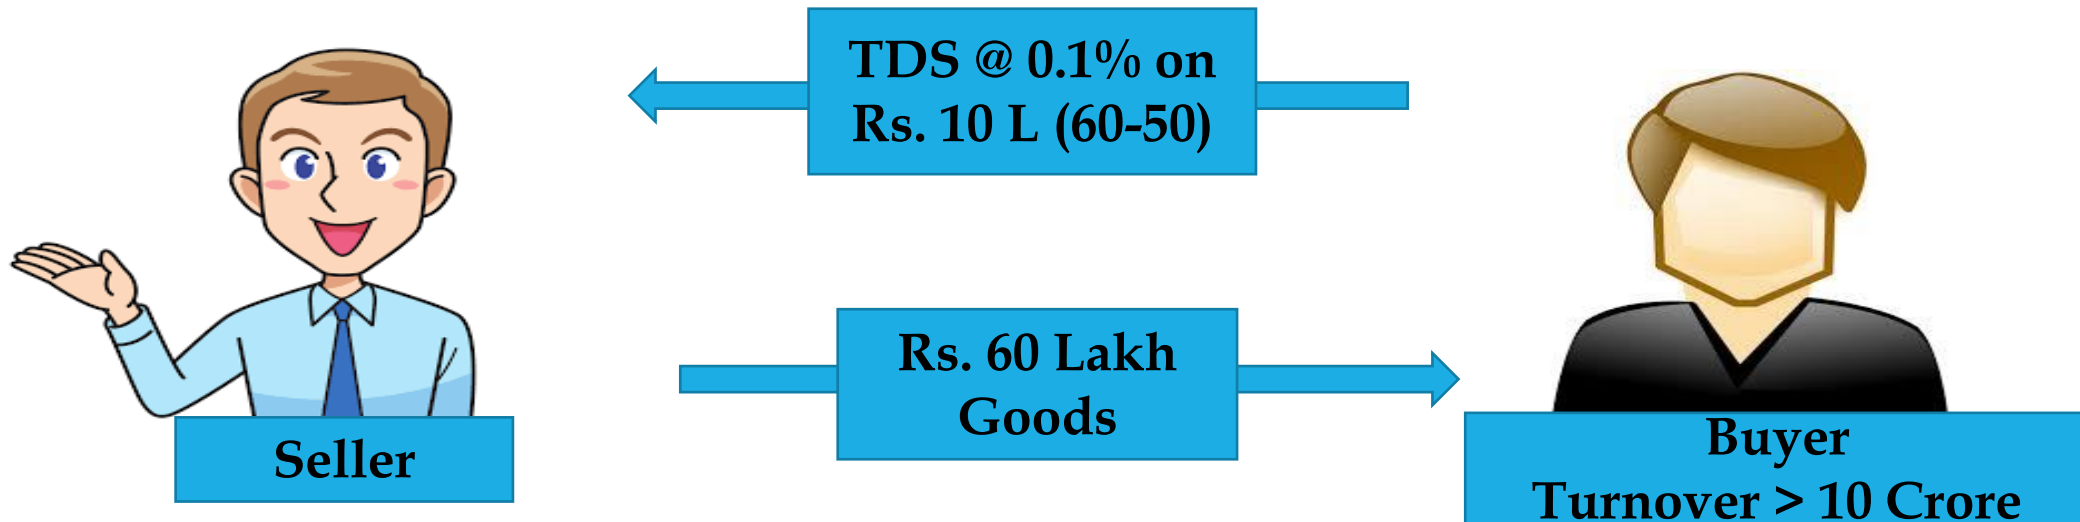 TDS @ 0.1% on
Rs. 10 L (60-50)
Rs. 60 Lakh
Goods
Seller
Buyer
Turnover > 10 Crore